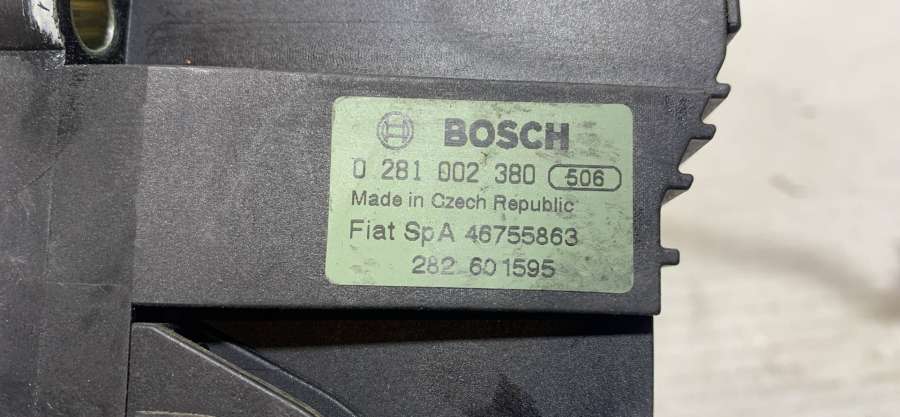 BOSCH
0 281 002 380 506
Made in Czech Republic
Fiat SpA 46755863
282 601595